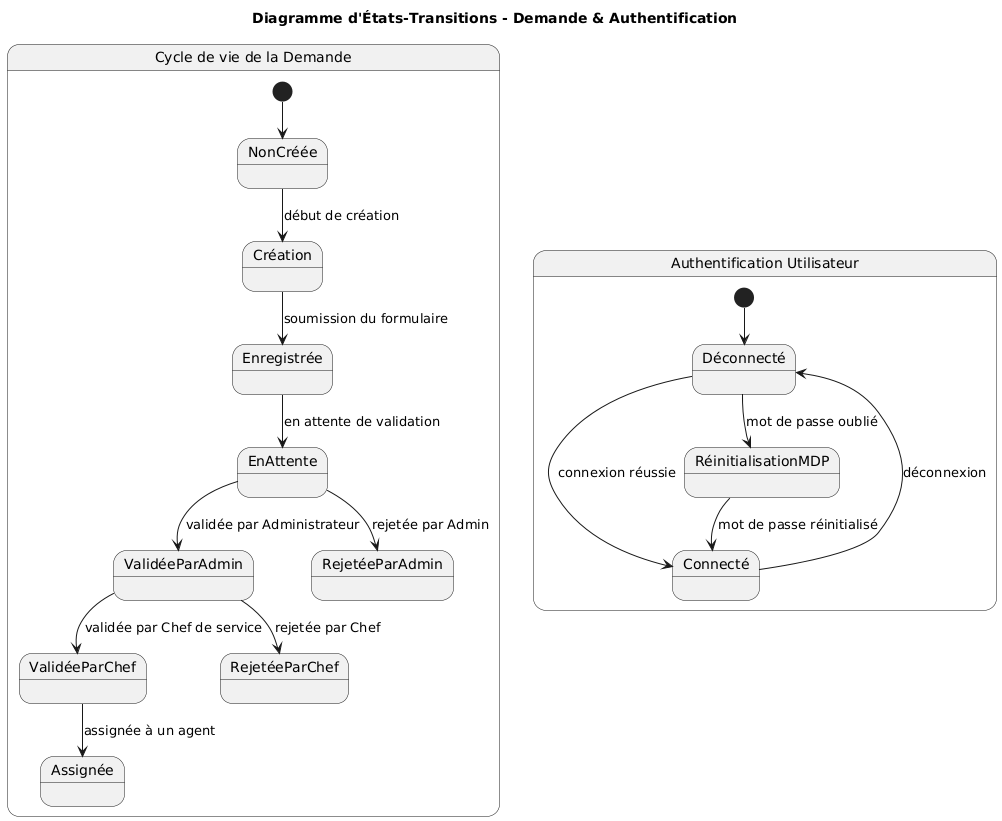 Diagramme d'États-Transitions - Demande & Authentification
Cycle de vie de la Demande
NonCréée
début de création
Création
soumission du formulaire
Enregistrée
en attente de validation
EnAttente
validée par Administrateur
rejetée par Admin
ValidéeParAdmin
RejetéeParAdmin
validée par Chef de service
rejetée par Chef
ValidéeParChef
RejetéeParChef
assignée à un agent
Assignée
Authentification Utilisateur
Déconnecté
mot de passe oublié
RéinitialisationMDP
connexion réussie
déconnexion
mot de passe réinitialisé
Connecté